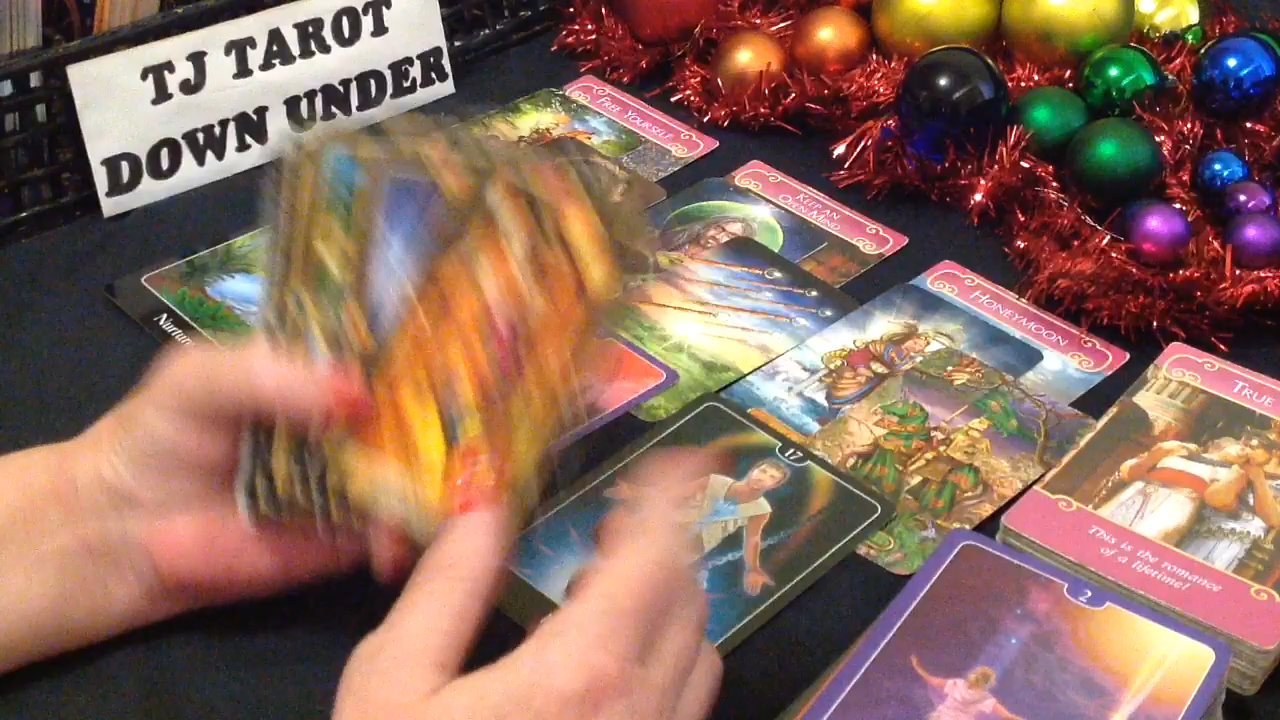 TJ TAROT
DOWN UNDER
FREE YOURSELF
KEEP AN
OPEN MIND
HONEYMOON
TRUE
This is the romance
of a lifetime!
17
2